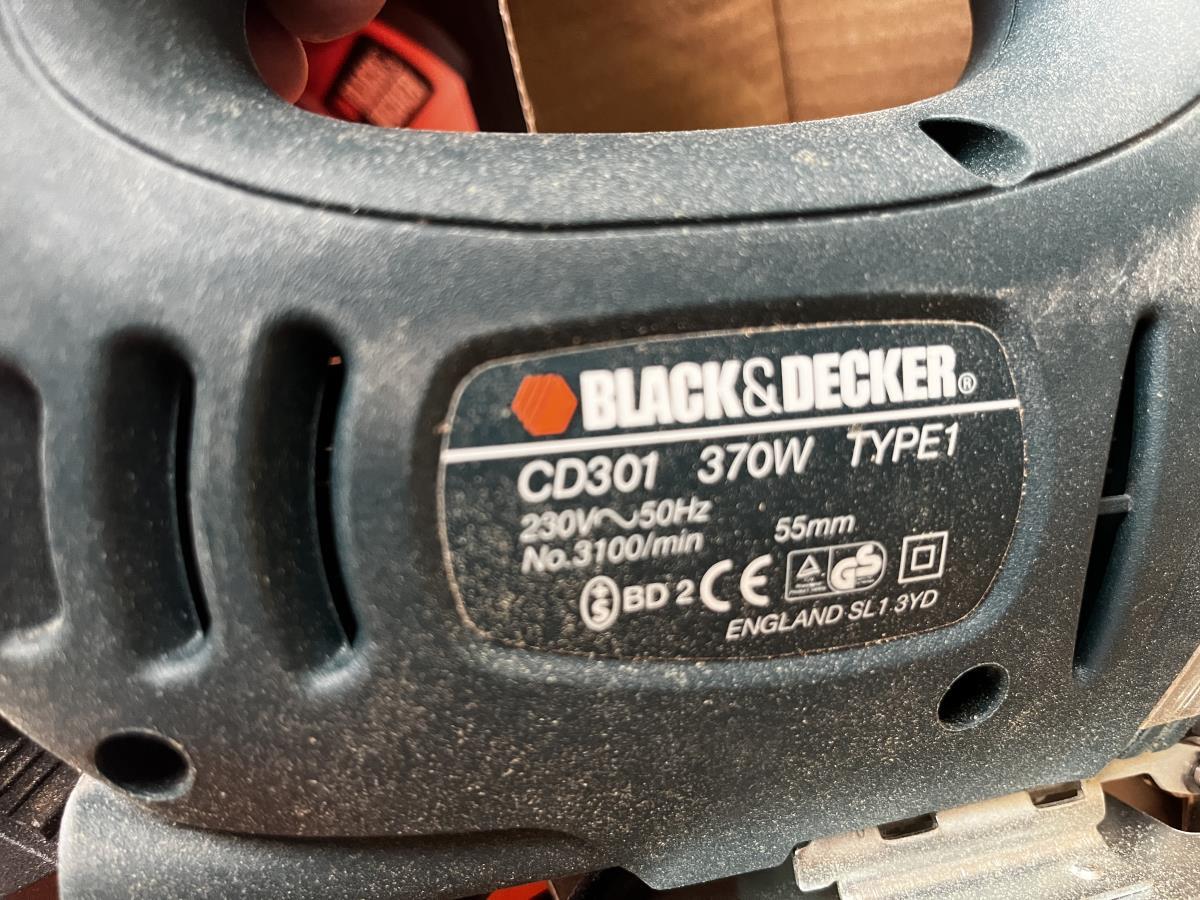 BLACK&DECKER®
CD301 370W TYPE1
230V~50Hz
No.3100/min 55mm
S BD 2 CE GS
ENGLAND SL1 3YD